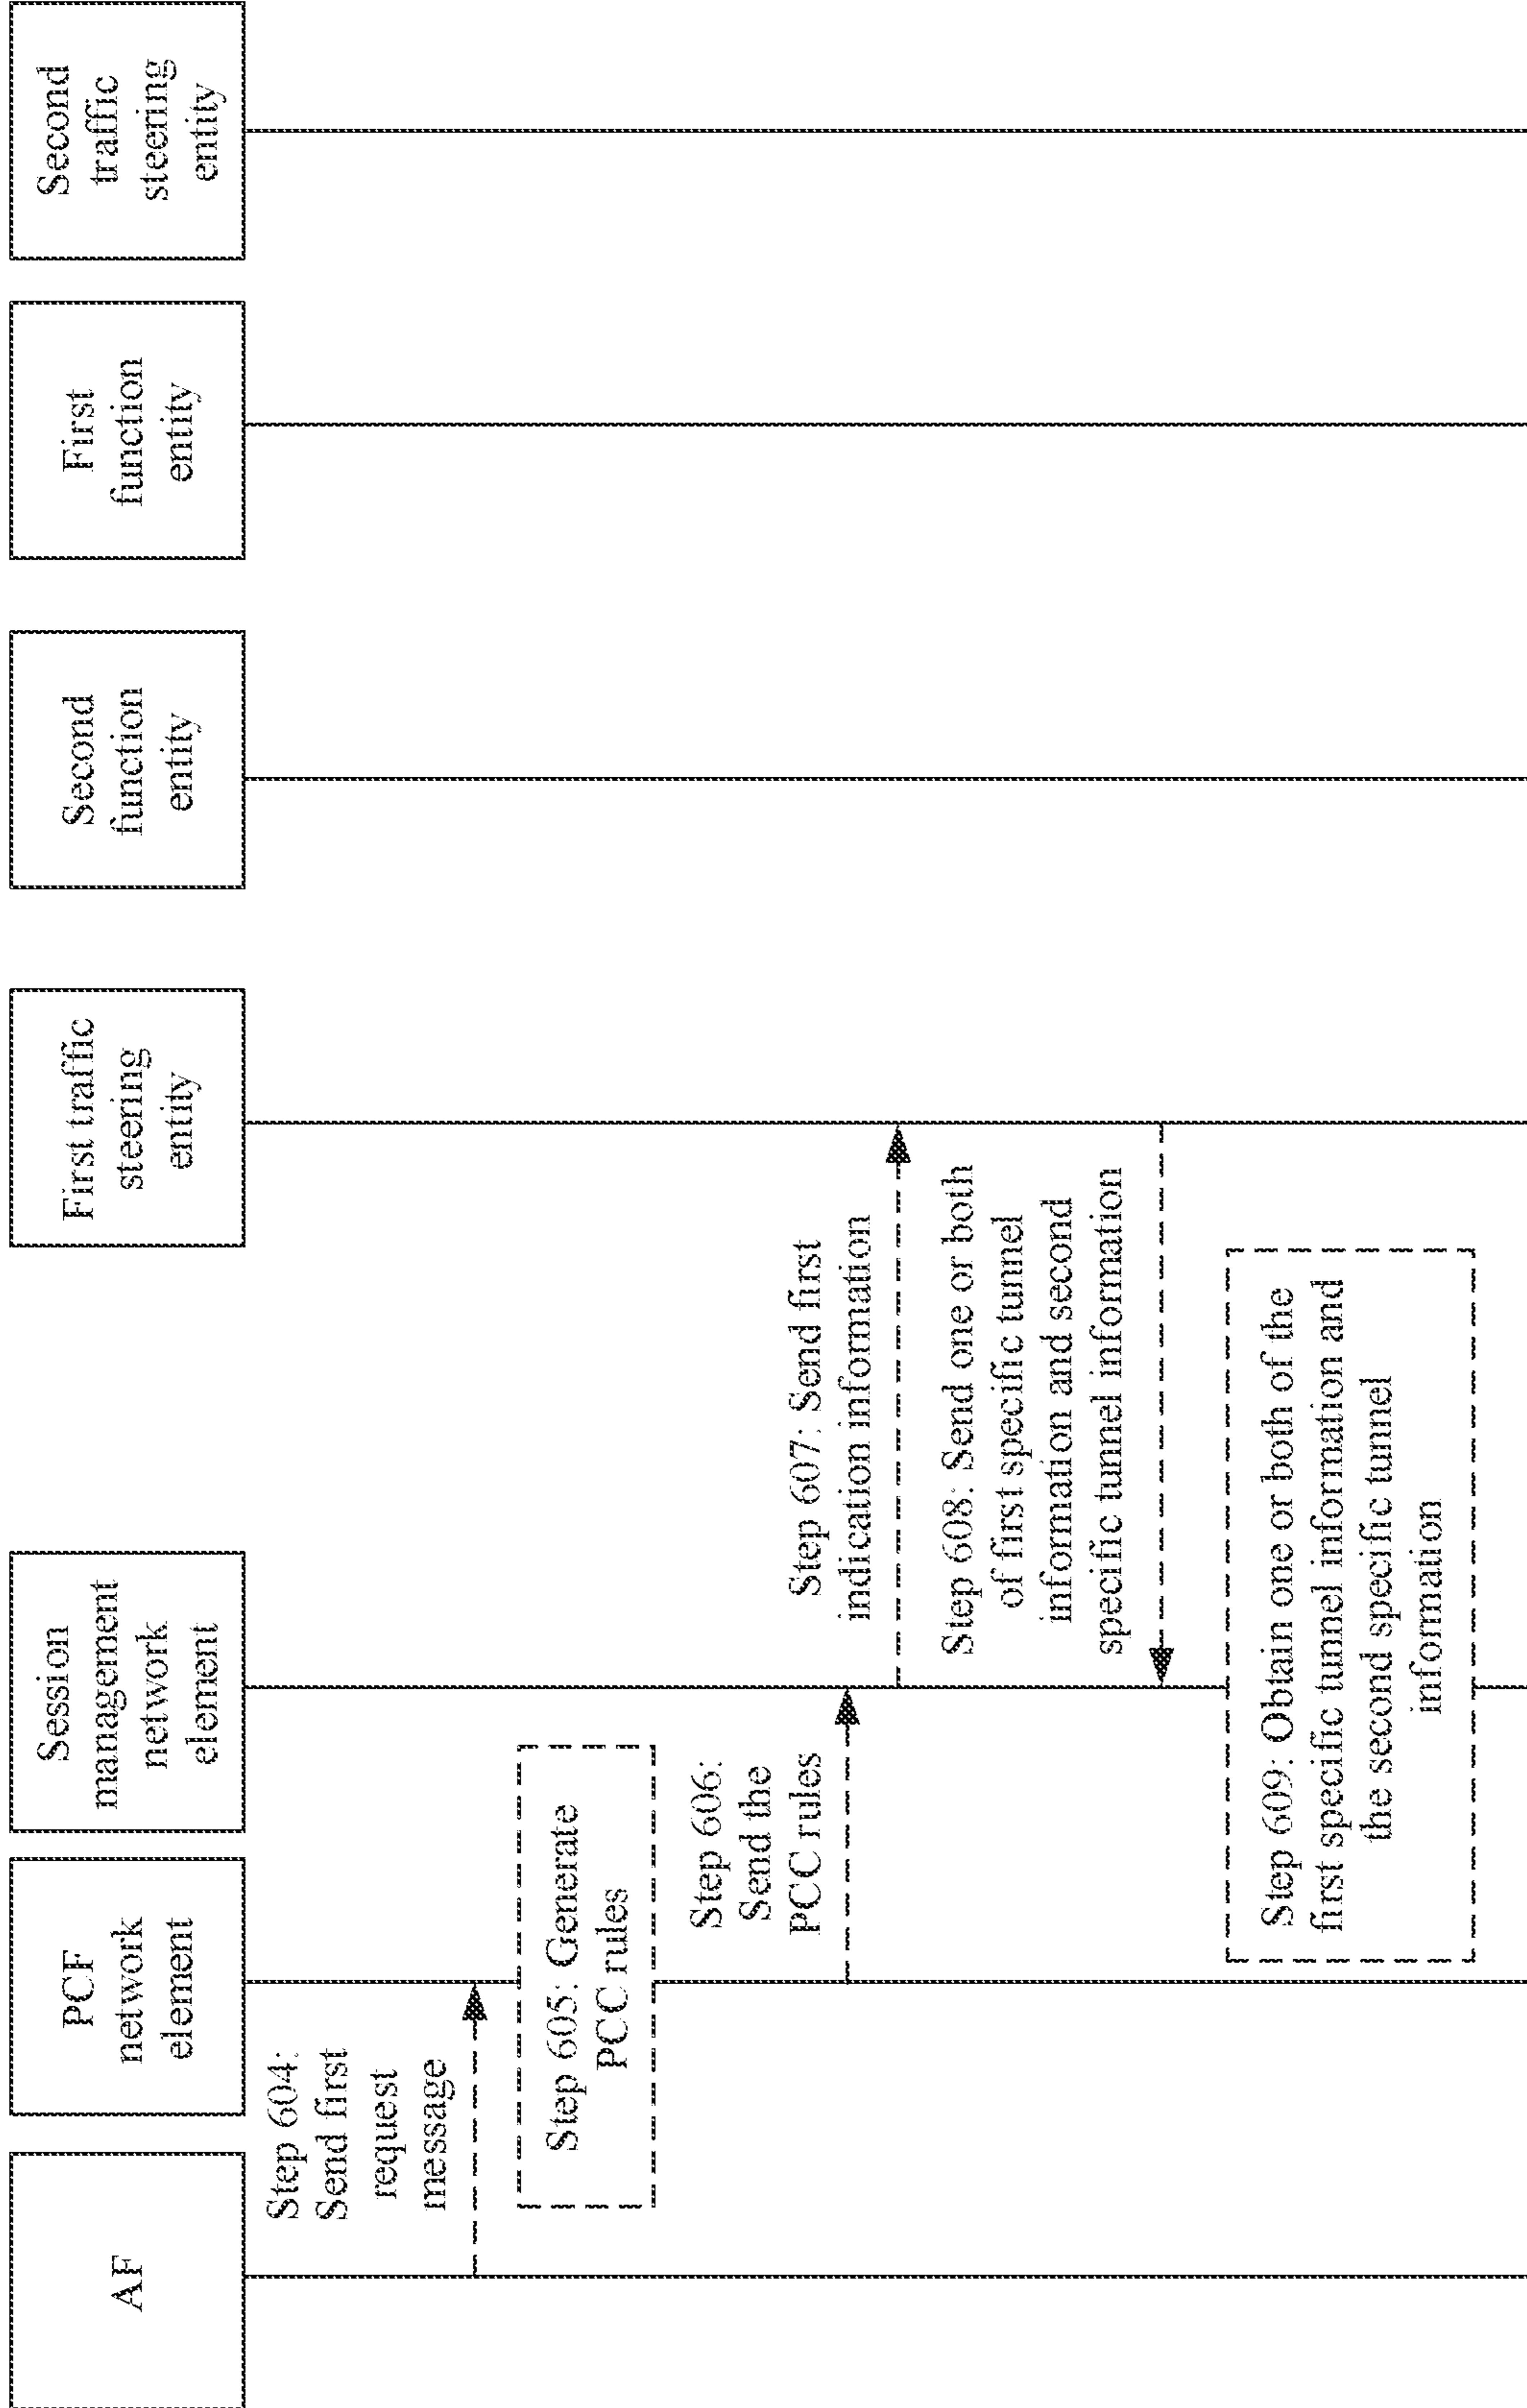 AF
PCF
network
element
Session
management
network
element
First traffic
steering
entity
Second
function
entity
First
function
entity
Second
traffic
steering
entity
Step 604:
Send first
request
message
Step 605: Generate
PCC rules
Step 606:
Send the
PCC rules
Step 607: Send first
indication information
Step 608: Send one or both
of first specific tunnel
information and second
specific tunnel information
Step 609: Obtain one or both of the
first specific tunnel information and
the second specific tunnel
information